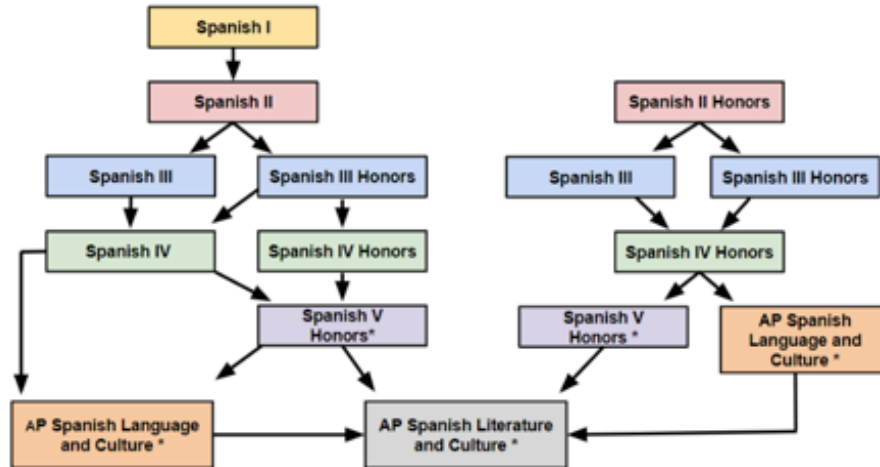 Spanish I
Spanish II
Spanish II Honors
Spanish III
Spanish III Honors
Spanish III
Spanish III Honors
Spanish IV
Spanish IV Honors
Spanish IV Honors
Spanish V
Honors*
Spanish V
Honors *
AP Spanish
Language and
Culture *
AP Spanish Language
and Culture *
AP Spanish Literature
and Culture *